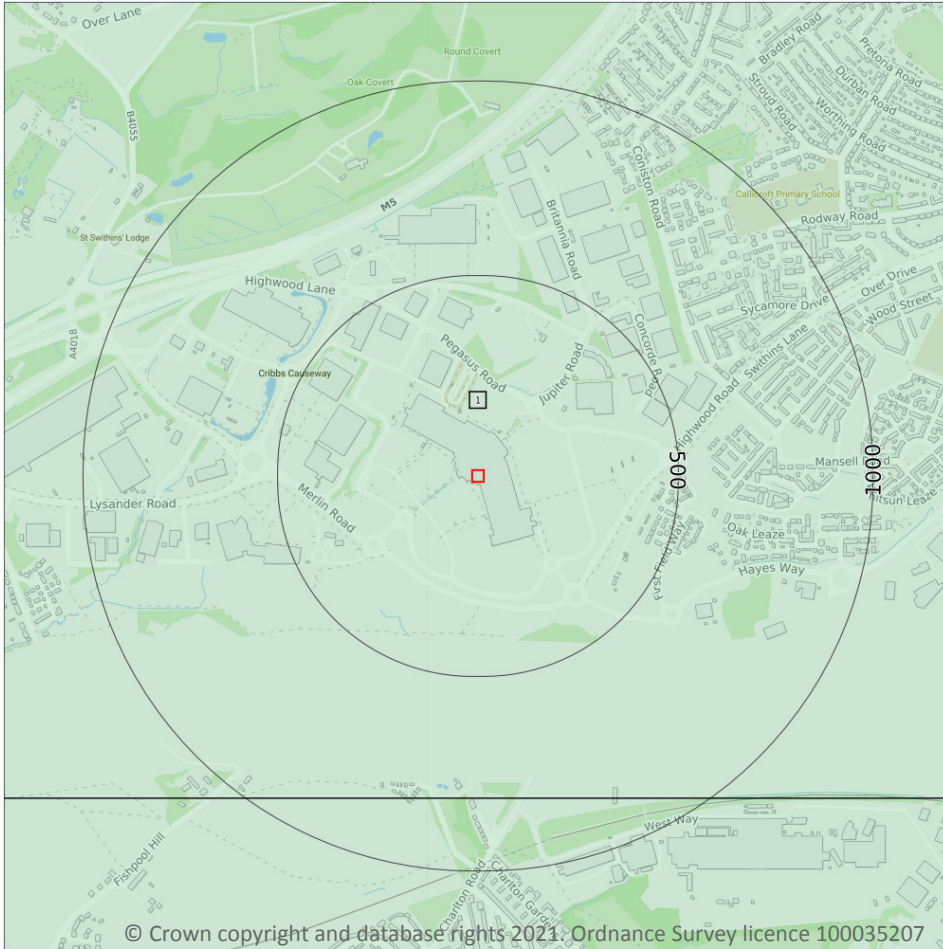 Over Lane
Round Covert
Oak Covert
Bradley Road
Pretoria Road
Durban Road
Stroud Road
Worthing Road
B4055
Coniston Road
Callicroft Primary School
M5
Britannia Road
Rodway Road
St Swithins' Lodge
Highwood Lane
Over Drive
Wood Street
Sycamore Drive
A4018
Concorde Road
Pegasus Road
Swithins Lane
Cribbs Causeway
Jupiter Road
1
Highwood Road
500
1000
Mansell Road
Lysander Road
Merlin Road
Oak Leaze
First Field Way
Hayes Way
West Way
Fishpool Hill
Charlton Road
© Crown copyright and database rights 2021. Ordnance Survey licence 100035207